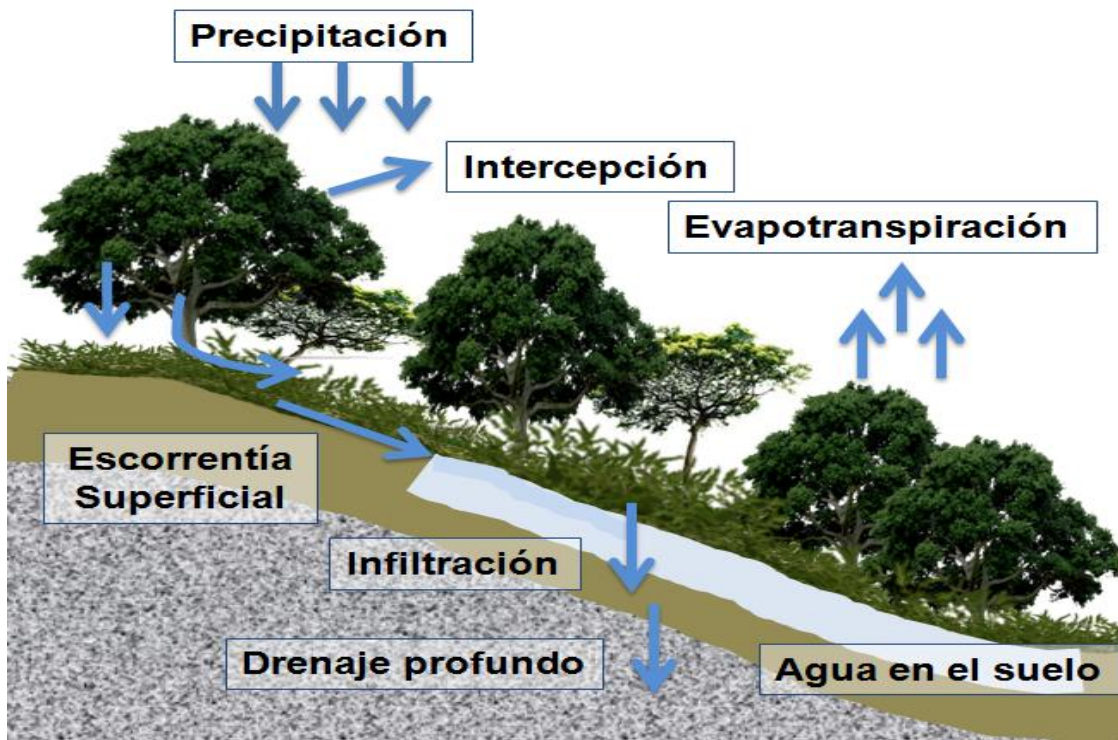 Precipitación
Intercepción
Evapotranspiración
Escorrentía
Superficial
Infiltración
Drenaje profundo
Agua en el suelo